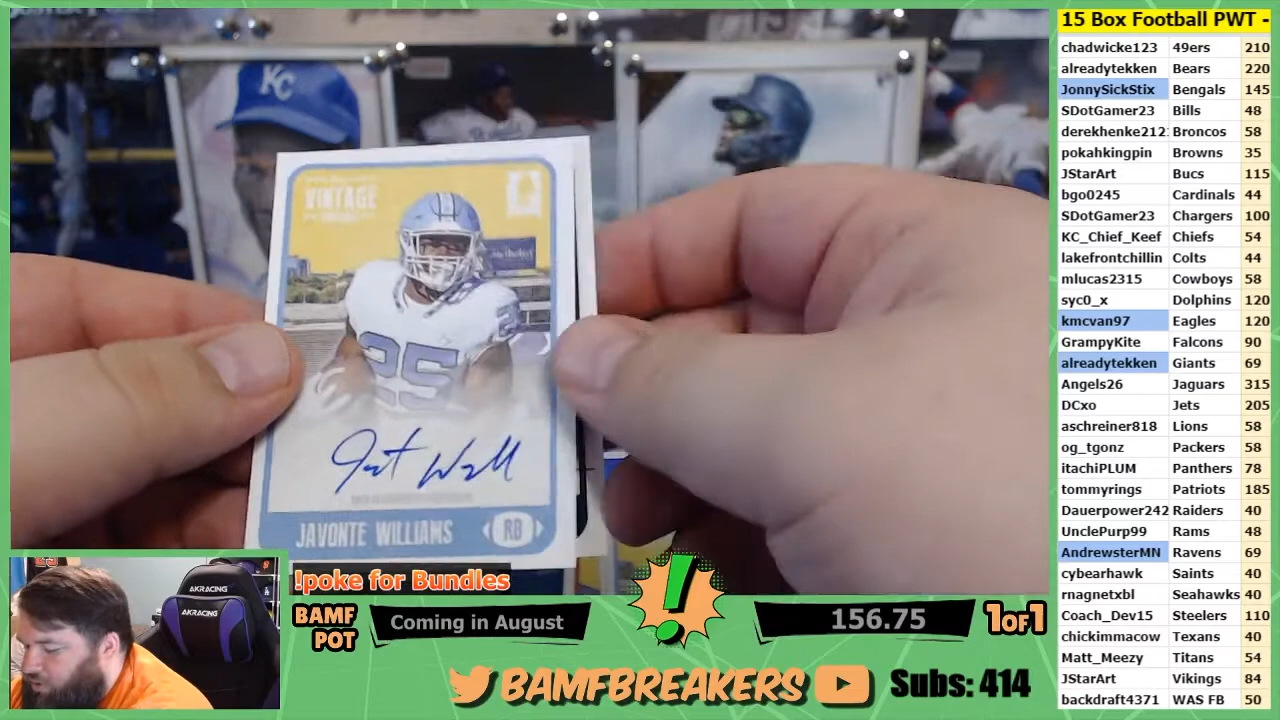 15 Box Football PWT -
chadwicke123 49ers 210
alreadytekken Bears 220
JonnySickStix Bengals 145
SDotGamer23 Bills 48
derekhenke212 Broncos 58
pokahkingpin Browns 35
JStarArt Bucs 115
bgo0245 Cardinals 44
SDotGamer23 Chargers 100
KC_Chief_Keef Chiefs 54
lakefrontchillin Colts 44
mlucas2315 Cowboys 58
syc0_x Dolphins 120
kmcvan97 Eagles 120
GrampyKite Falcons 90
alreadytekken Giants 69
Angels26 Jaguars 315
DCxo Jets 205
aschreiner818 Lions 58
og_tgonz Packers 58
itachiPLUM Panthers 78
tommyrings Patriots 185
Dauerpower242 Raiders 40
UnclePurp99 Rams 48
AndrewsterMN Ravens 69
cybearhawk Saints 40
rnagnetxbl Seahawks 40
Coach_Dev15 Steelers 110
chickimmacow Texans 40
Matt_Meezy Titans 54
JStarArt Vikings 84
backdraft4371 WAS FB 50
KC
VINTAGE
25
JAVONTE WILLIAMS RB
AKRACING
AKRACING
!poke for Bundles
BAMF
POT
Coming in August
!
156.75
1OF1
BAMFBREAKERS
Subs: 414